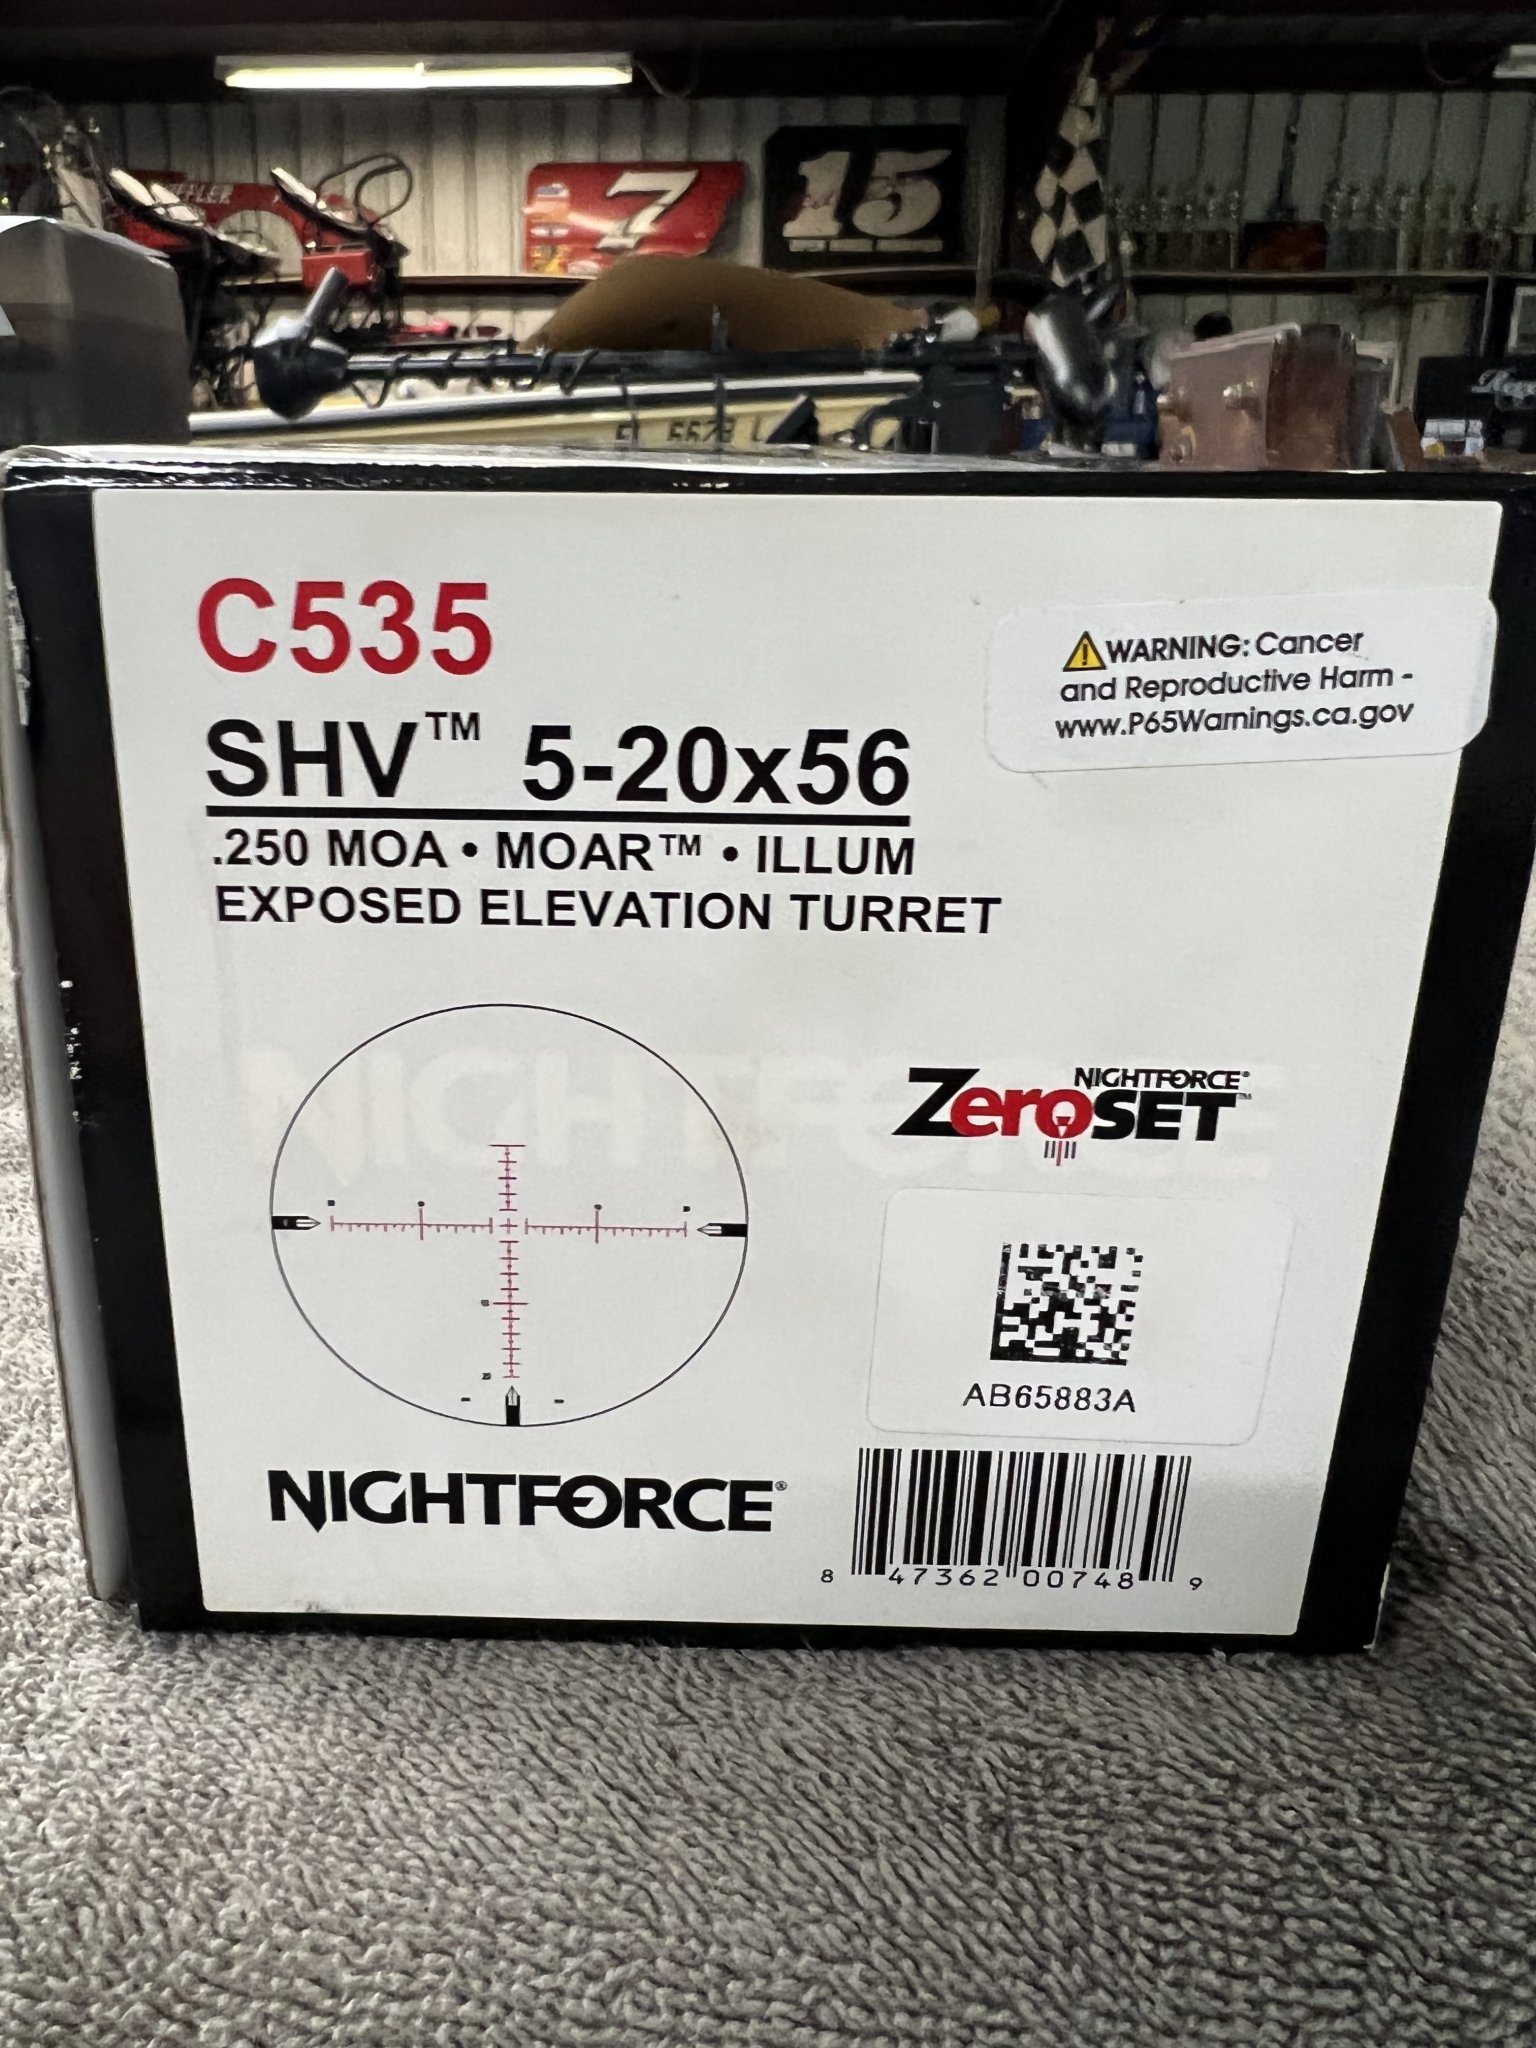 7
15
C535
⚠WARNING: Cancer
and Reproductive Harm -
www.P65Warnings.ca.gov
SHV™ 5-20x56
.250 MOA • MOAR™ • ILLUM
EXPOSED ELEVATION TURRET
NIGHTFORCE®
ZeroSET™
AB65883A
NIGHTFORCE®
8 47362 00748 9